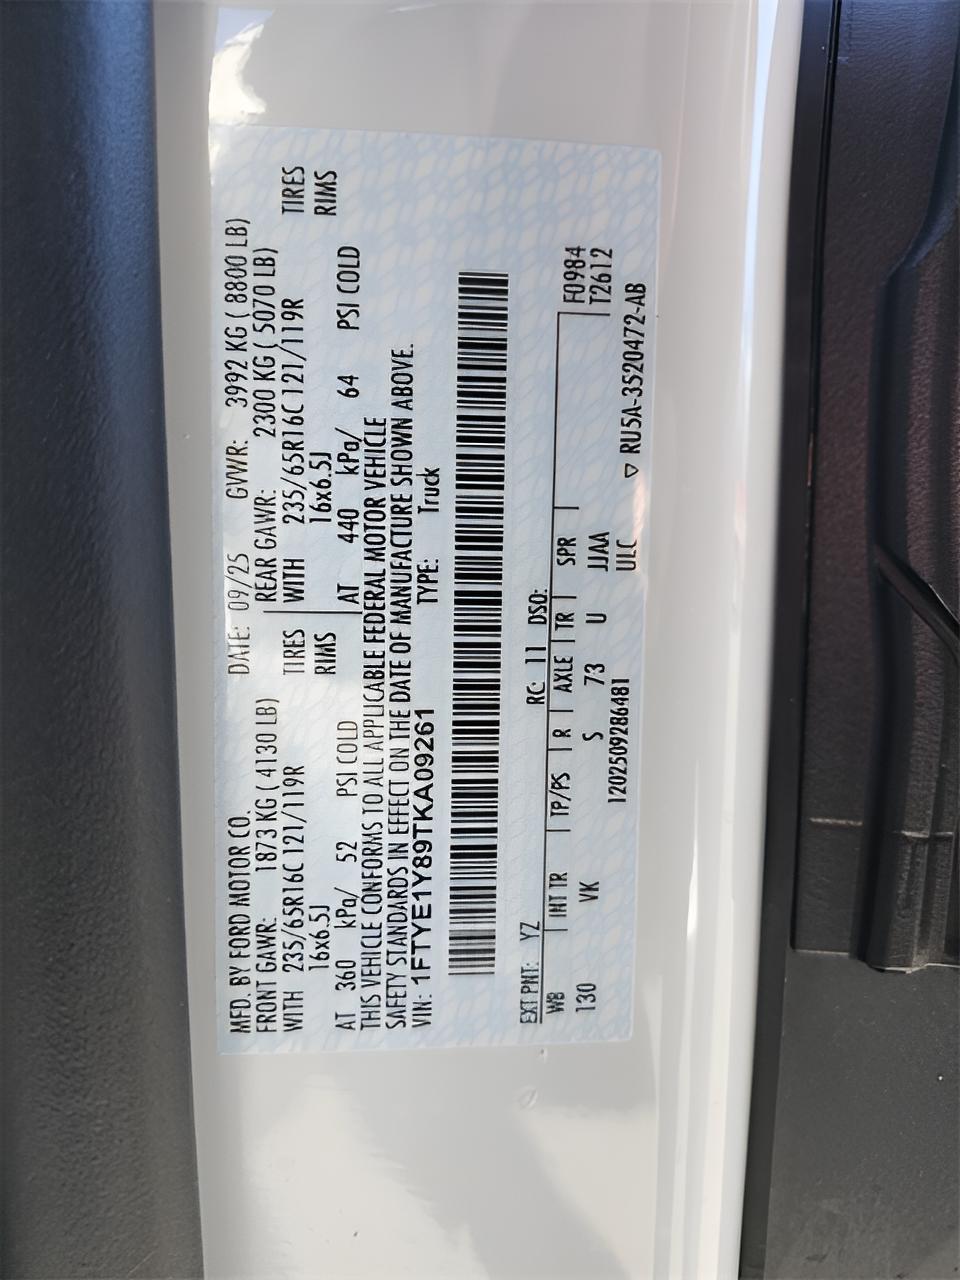 MFD. BY FORD MOTOR CO. DATE: 09/25 GVWR: 3992 KG ( 8800 LB)
FRONT GAWR: 1873 KG ( 4130 LB) REAR GAWR: 2300 KG ( 5070 LB)
WITH 235/65R16C 121/119R TIRES WITH 235/65R16C 121/119R TIRES
16x6.5J RIMS 16x6.5J RIMS
AT 360 kPa/ 52 PSI COLD AT 440 kPa/ 64 PSI COLD
THIS VEHICLE CONFORMS TO ALL APPLICABLE FEDERAL MOTOR VEHICLE
SAFETY STANDARDS IN EFFECT ON THE DATE OF MANUFACTURE SHOWN ABOVE.
VIN: 1FTYE1Y89TKA09261 TYPE: Truck
EXT PNT: YZ RC: 11 DSO:
WB INT TR TP/PS R AXLE TR SPR F0984
130 VK S 73 U JJAA T2612
1202509286481 ULC ▽ RU5A-3520472-AB